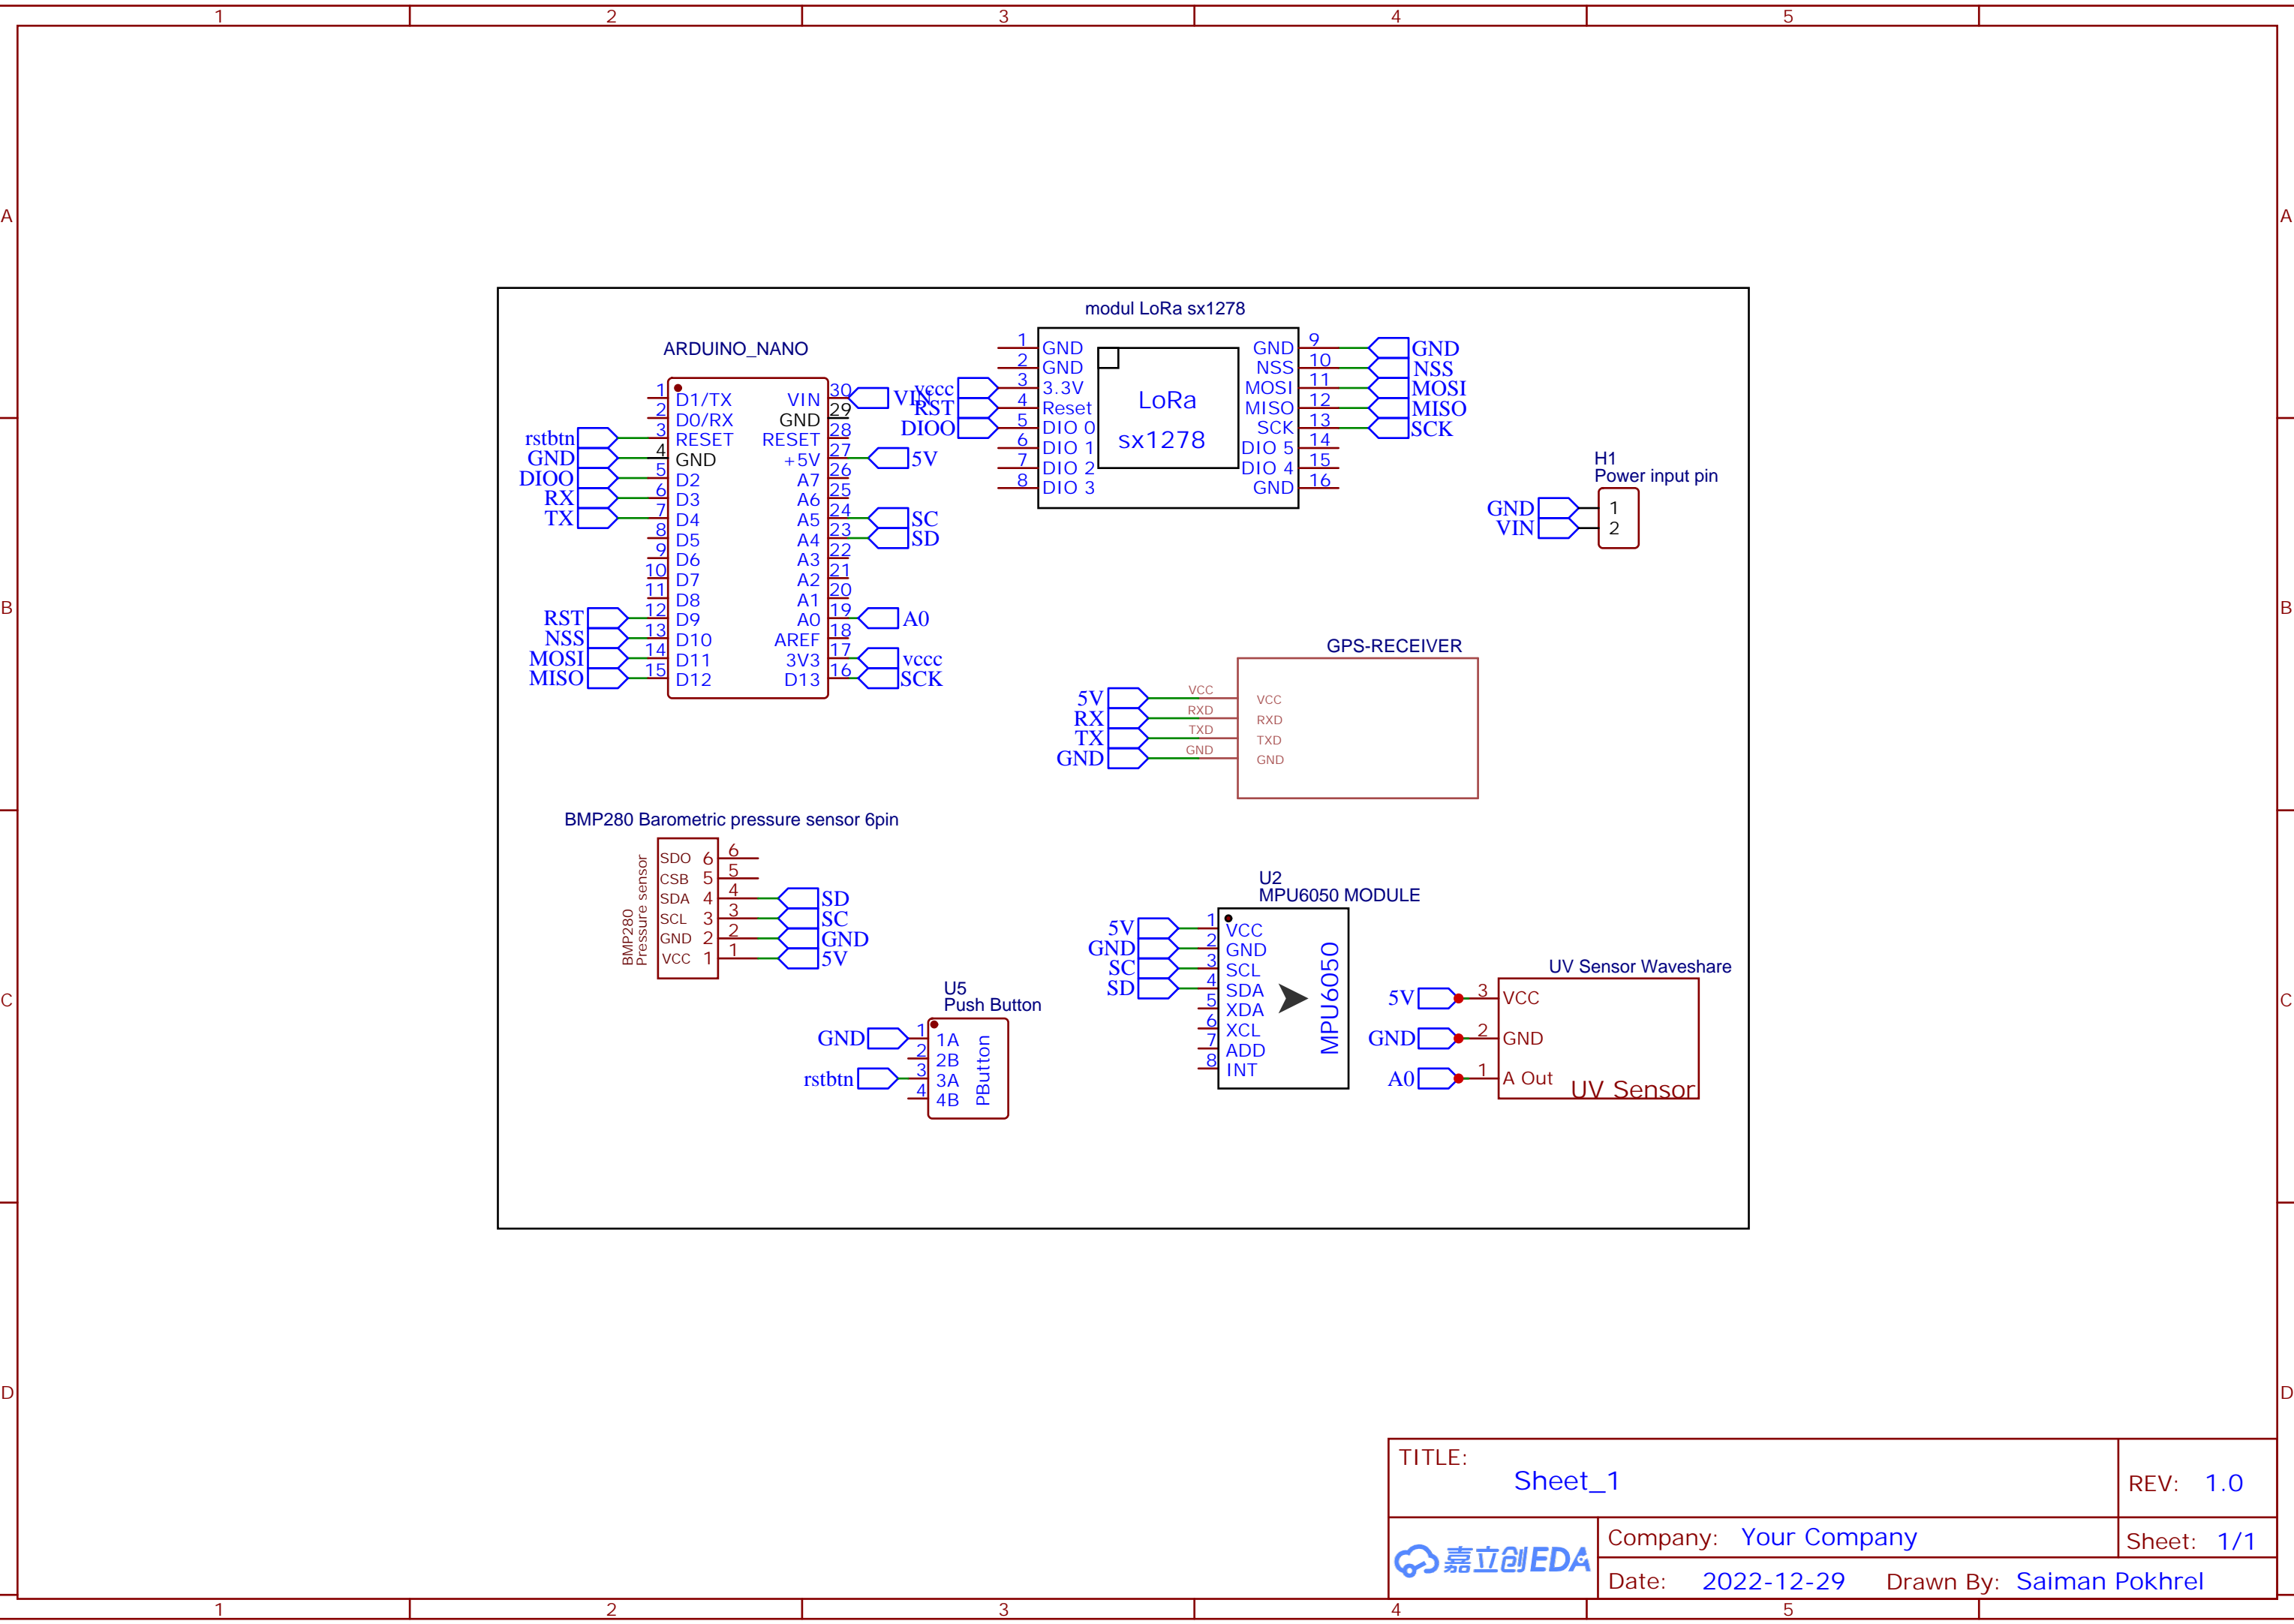 1 2 3 4 5
A A
B B
C C
D D
1 2 3 4 5
ARDUINO_NANO
1 D1/TX
2 D0/RX
rstbtn 3 RESET
GND 4 GND
DIOO 5 D2
RX 6 D3
TX 7 D4
8 D5
9 D6
10 D7
11 D8
RST 12 D9
NSS 13 D10
MOSI 14 D11
MISO 15 D12
VIN 30 VIN
GND 29
RESET 28
+5V 27 5V
A7 26
A6 25
A5 24 SC
A4 23 SD
A3 22
A2 21
A1 20
A0 19 A0
AREF 18
3V3 17 vccc
D13 16 SCK
modul LoRa sx1278
1 GND
2 GND
vccc 3 3.3V
RST 4 Reset
DIOO 5 DIO 0
6 DIO 1
7 DIO 2
8 DIO 3
LoRa
sx1278
GND 9 GND
NSS 10 NSS
MOSI 11 MOSI
MISO 12 MISO
SCK 13 SCK
DIO 5 14
DIO 4 15
GND 16
H1
Power input pin
GND 1
VIN 2
GPS-RECEIVER
5V VCC VCC
RX RXD RXD
TX TXD TXD
GND GND GND
BMP280 Barometric pressure sensor 6pin
BMP280
Pressure sensor
SDO 6 6
CSB 5 5
SDA 4 4 SD
SCL 3 3 SC
GND 2 2 GND
VCC 1 1 5V
U5
Push Button
GND 1 1A
2 2B
rstbtn 3 3A
4 4B
PButton
U2
MPU6050 MODULE
5V 1 VCC
GND 2 GND
SC 3 SCL
SD 4 SDA
5 XDA
6 XCL
7 ADD
8 INT
MPU6050
UV Sensor Waveshare
5V 3 VCC
GND 2 GND
A0 1 A Out
UV Sensor
TITLE:
Sheet_1
REV: 1.0
嘉立创EDA
Company: Your Company
Sheet: 1/1
Date: 2022-12-29 Drawn By: Saiman Pokhrel